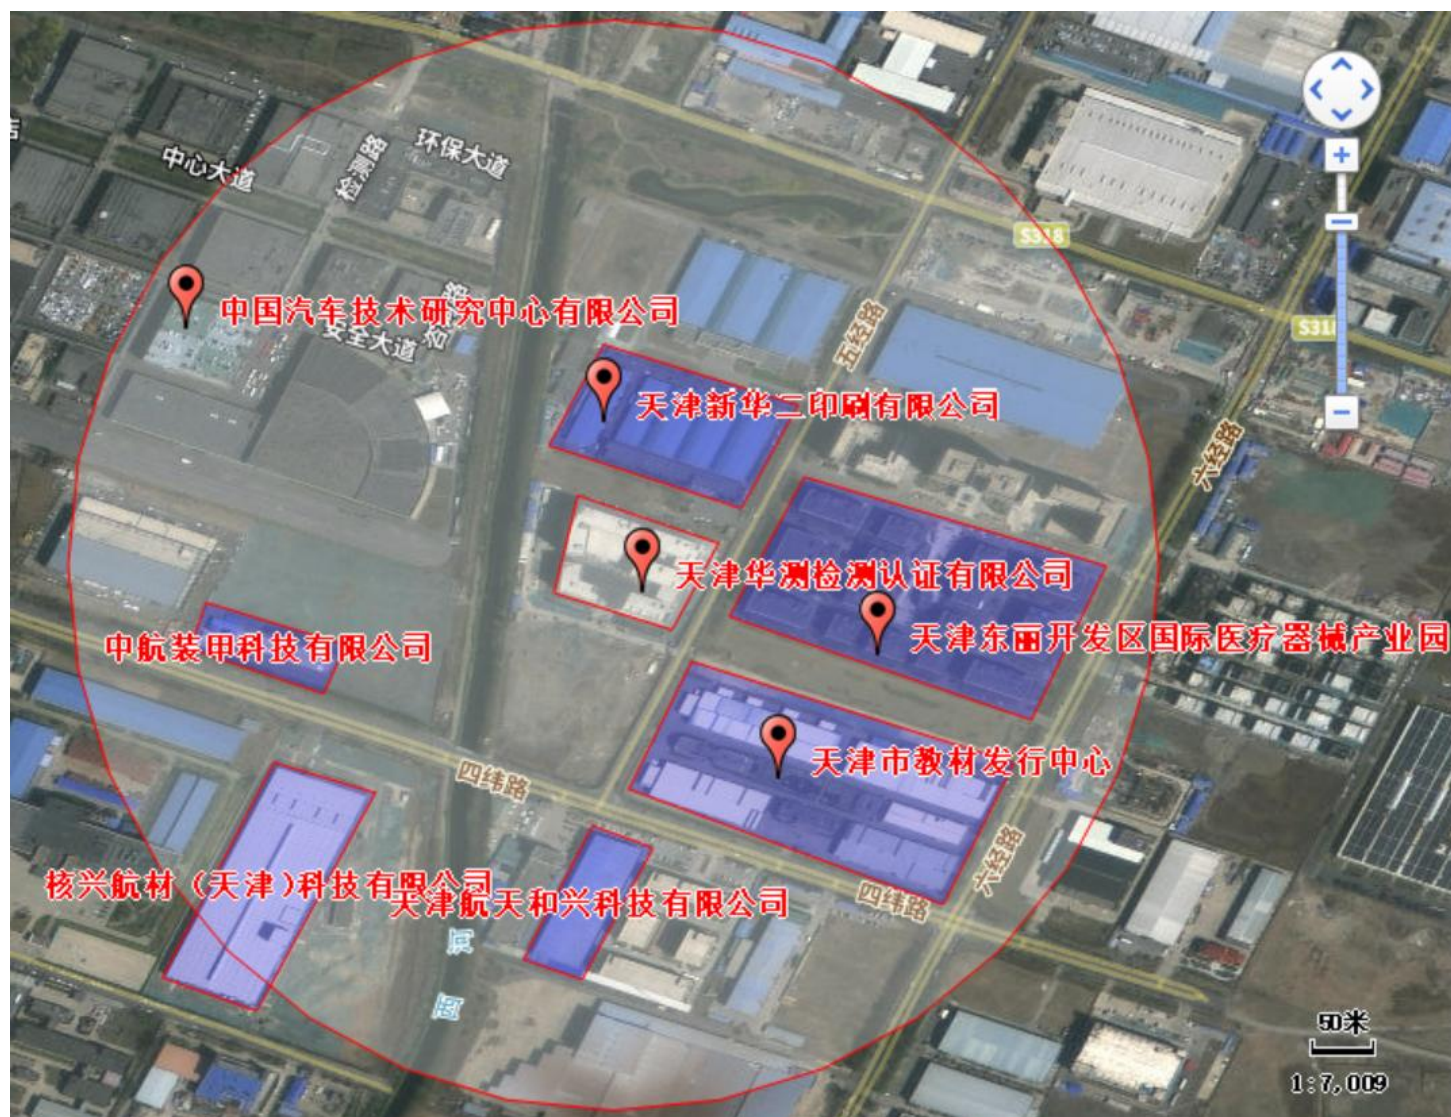 环保大道
检测路
中心大道
S318
中国汽车技术研究中心有限公司
安全大道
五经路
S318
天津新华二印刷有限公司
六经路
天津华测检测认证有限公司
天津东丽开发区国际医疗器械产业园
中航装甲科技有限公司
天津市教材发行中心
四纬路
六经路
核兴航材（天津）科技有限公司
天津航天和兴科技有限公司
四纬路
西
河
50米
1:7,009